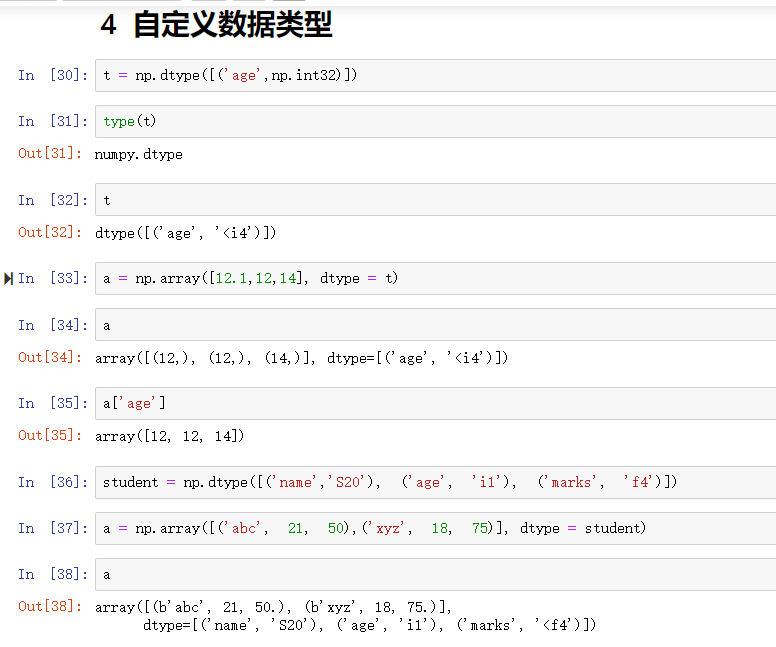 4 自定义数据类型
In [30]: t = np.dtype([('age',np.int32)])
In [31]: type(t)
Out[31]: numpy.dtype
In [32]: t
Out[32]: dtype([('age', '<i4')])
In [33]: a = np.array([12.1,12,14], dtype = t)
In [34]: a
Out[34]: array([(12,), (12,), (14,)], dtype=[('age', '<i4')])
In [35]: a['age']
Out[35]: array([12, 12, 14])
In [36]: student = np.dtype([('name','S20'), ('age', 'i1'), ('marks', 'f4')])
In [37]: a = np.array([('abc', 21, 50),('xyz', 18, 75)], dtype = student)
In [38]: a
Out[38]: array([(b'abc', 21, 50.), (b'xyz', 18, 75.)],
dtype=[('name', 'S20'), ('age', 'i1'), ('marks', '<f4')])